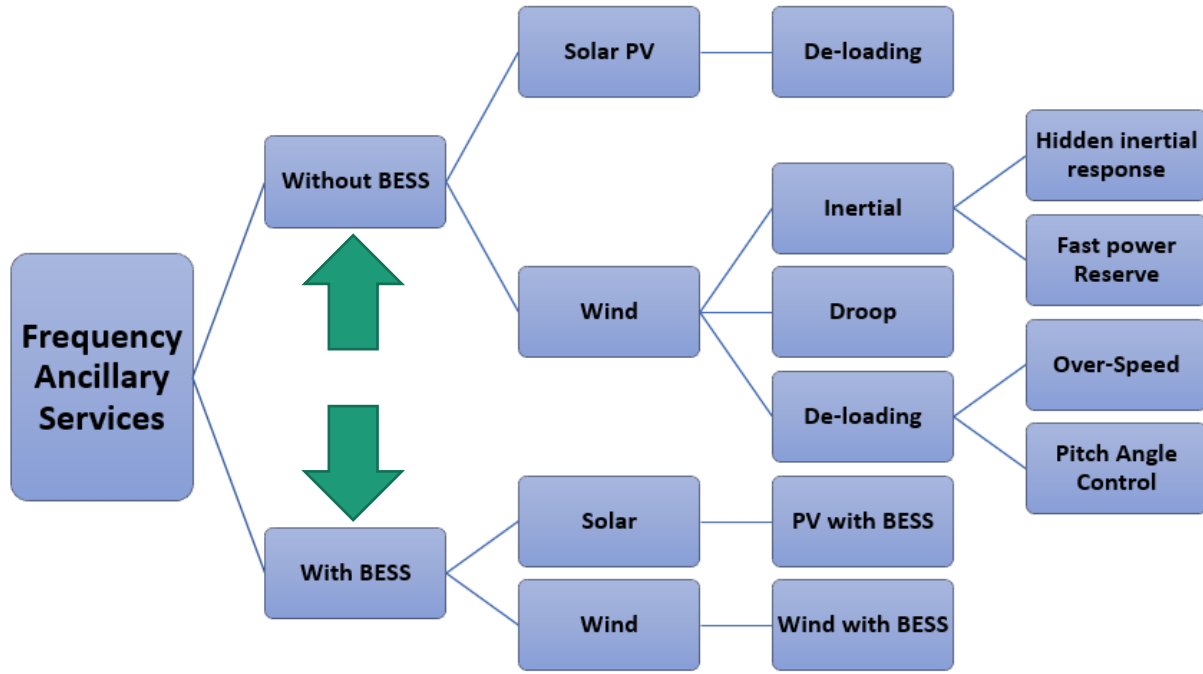 Frequency
Ancillary
Services
Without BESS
Solar PV
De-loading
Wind
Inertial
Hidden inertial
response
Fast power
Reserve
Droop
De-loading
Over-Speed
Pitch Angle
Control
With BESS
Solar
PV with BESS
Wind
Wind with BESS